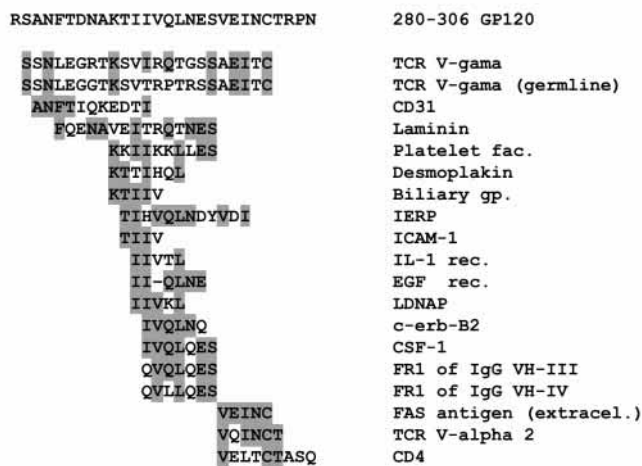 RSANFTDNAKTIIVQLNESVEINCTRPN 280-306 GP120
SSNLEGRTKSVIRQTGSSAEITC TCR V-gama
SSNLEGGTKSVTRPTRSSAEITC TCR V-gama (germline)
ANFTIQKEDTI CD31
FQENAVEITRQTNES Laminin
KKIIKKLLES Platelet fac.
KTTIHQL Desmoplakin
KTIIV Biliary gp.
TIHVQLNDYVDI IERP
TIIV ICAM-1
IIVTL IL-1 rec.
II-QLNE EGF rec.
IIVKL LDNAP
IVQLNQ c-erb-B2
IVQLQES CSF-1
QVQLQES FR1 of IgG VH-III
QVLLQES FR1 of IgG VH-IV
VEINC FAS antigen (extracel.)
VQINCT TCR V-alpha 2
VELTCTASQ CD4